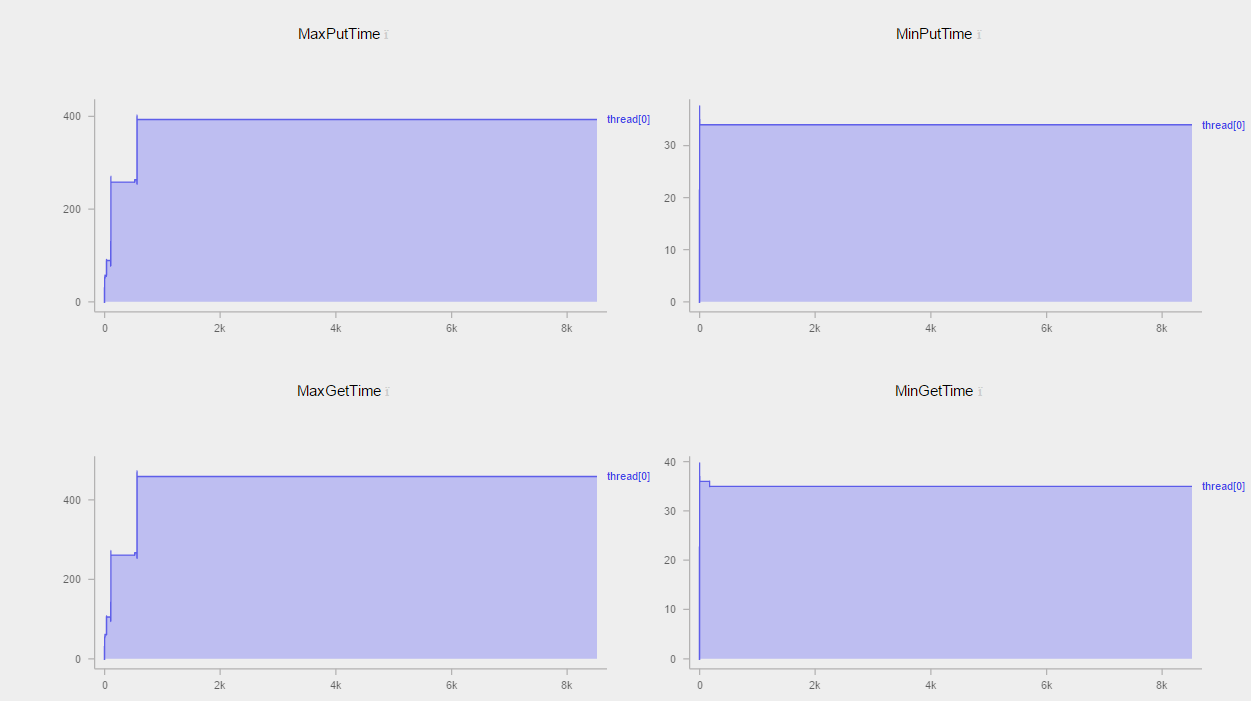 MaxPutTime ï
400
200
0
0 2k 4k 6k 8k
thread[0]
MinPutTime ï
30
20
10
0
0 2k 4k 6k 8k
thread[0]
MaxGetTime ï
400
200
0
0 2k 4k 6k 8k
thread[0]
MinGetTime ï
40
30
20
10
0
0 2k 4k 6k 8k
thread[0]